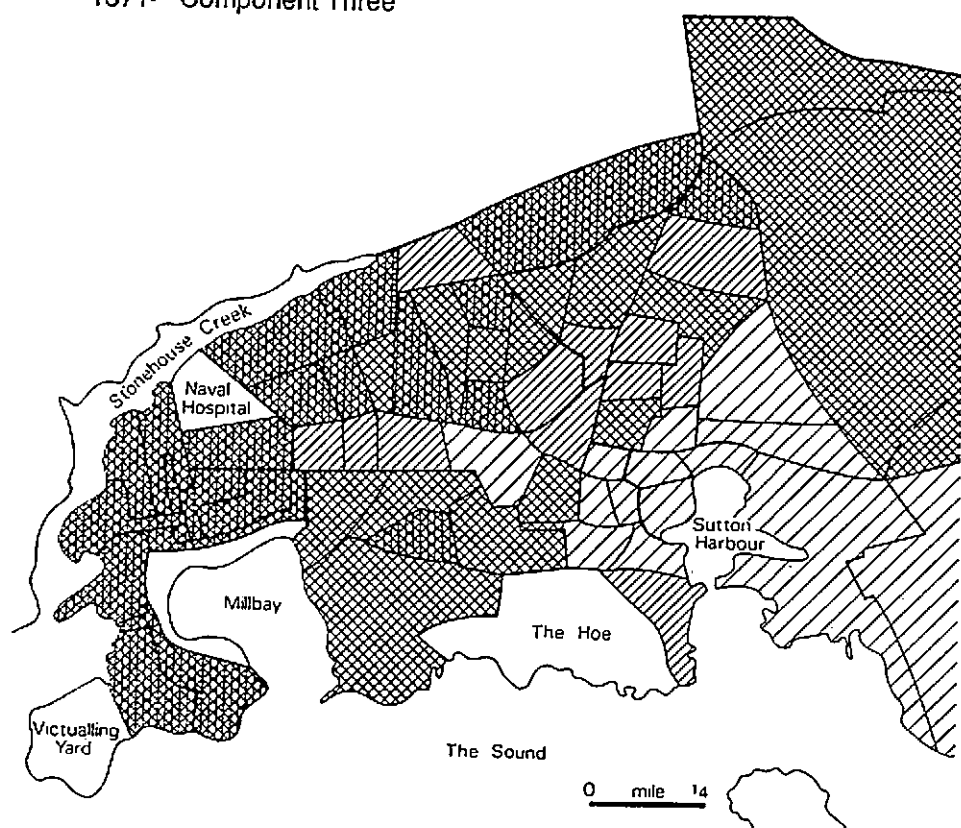 1871- Component Three
Stonehouse Creek
Naval
Hospital
Sutton
Harbour
Millbay
The Hoe
Victualling
Yard
The Sound
0 mile ¼